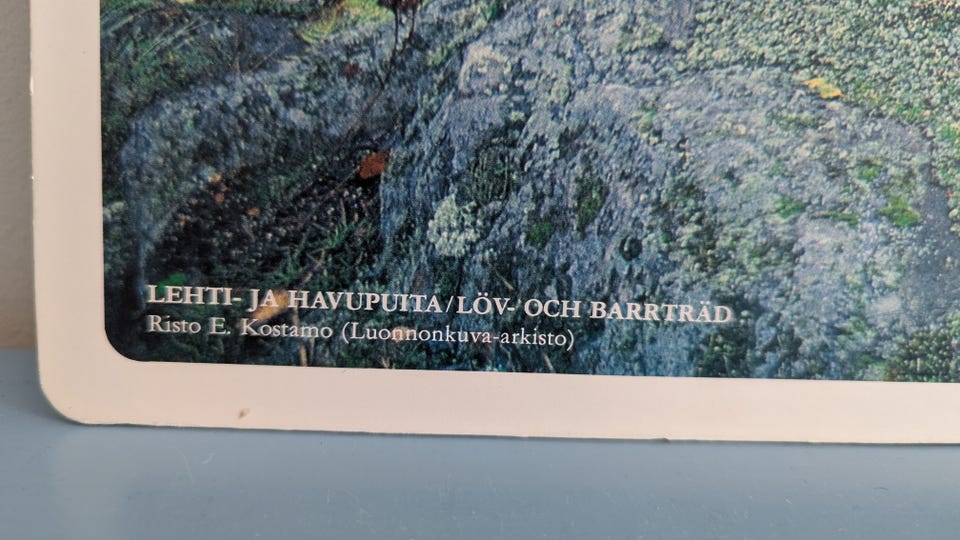 LEHTI- JA HAVUPUITA/LÖV- OCH BARRTRÄD
Risto E. Kostamo (Luonnonkuva-arkisto)